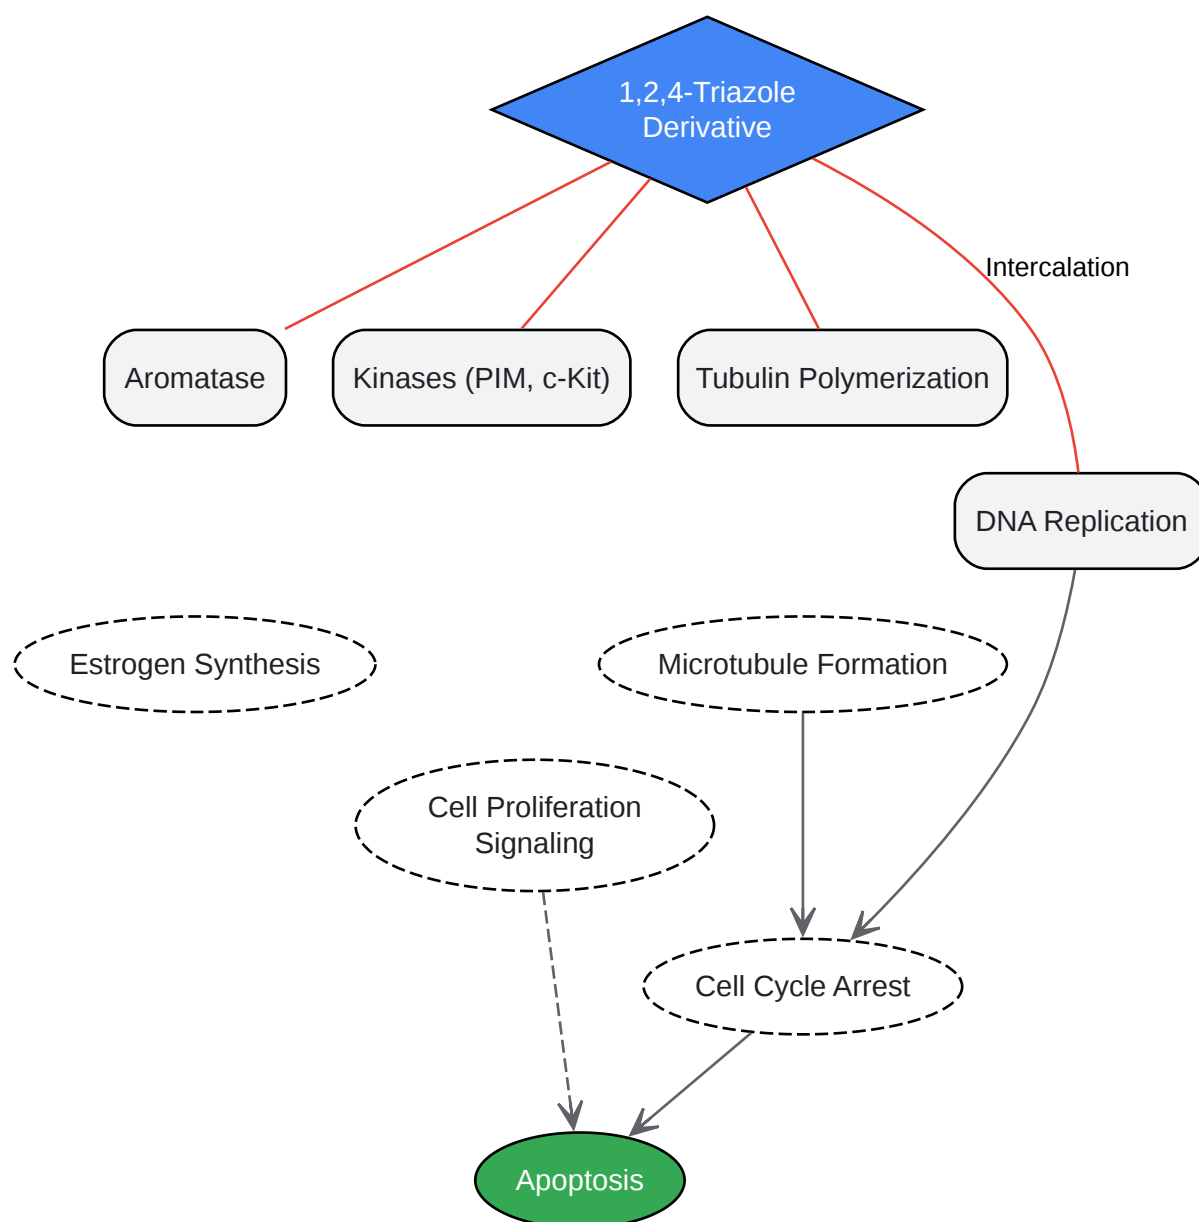 1,2,4-Triazole
Derivative
Intercalation
Aromatase
Kinases (PIM, c-Kit)
Tubulin Polymerization
DNA Replication
Estrogen Synthesis
Microtubule Formation
Cell Proliferation
Signaling
Cell Cycle Arrest
Apoptosis